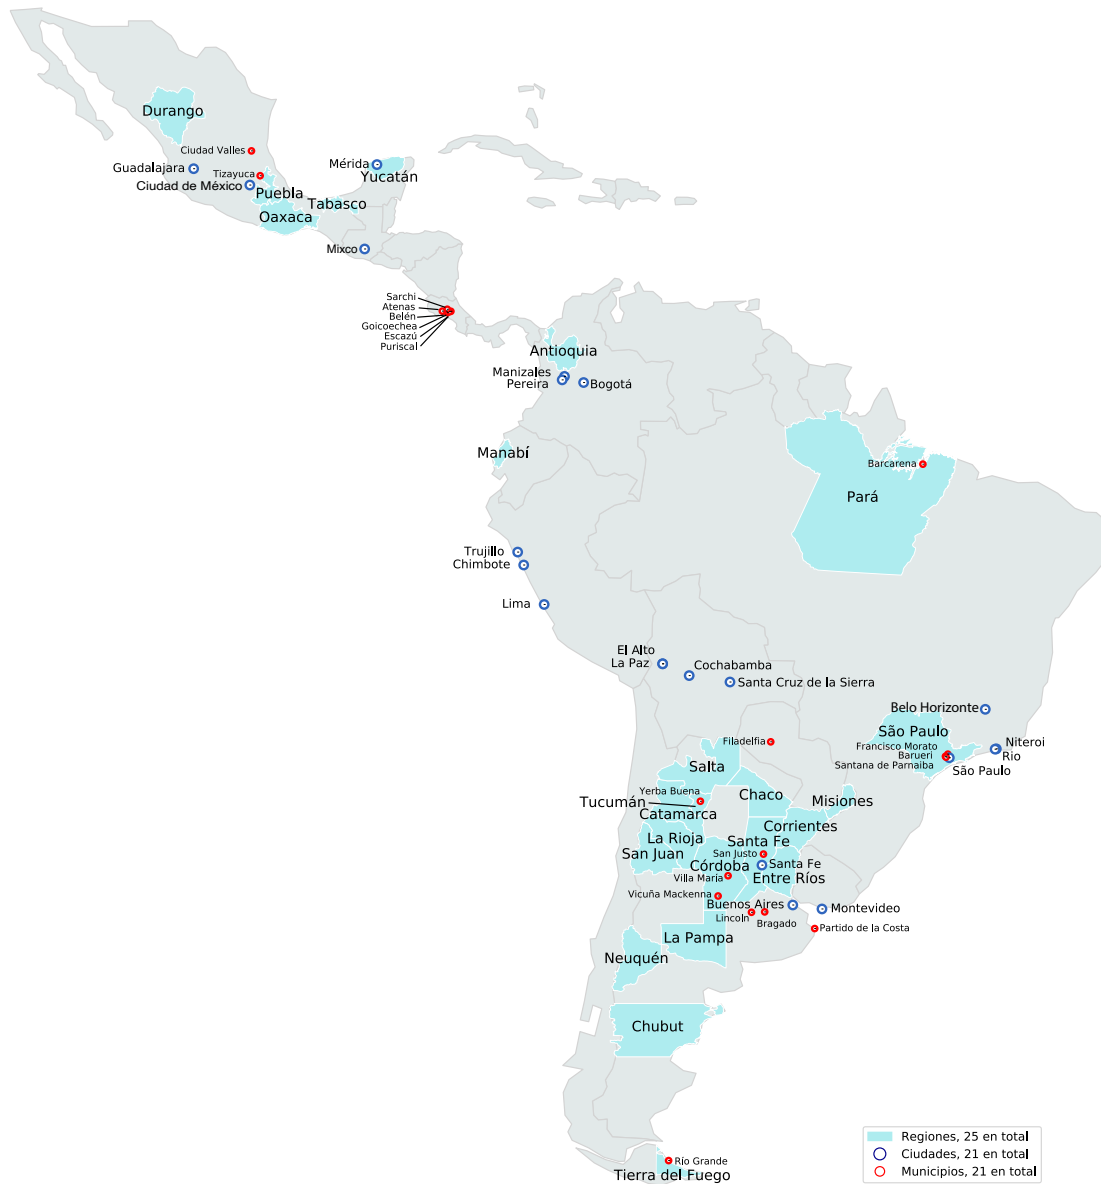 Durango
Ciudad Valles
Guadalajara
Tizayuca
Ciudad de México
Puebla
Oaxaca
Mérida
Yucatán
Tabasco
Mixco
Sarchi
Atenas
Belén
Goicoechea
Escazú
Puriscal
Antioquia
Manizales
Pereira
Bogotá
Manabí
Barcarena
Pará
Trujillo
Chimbote
Lima
El Alto
La Paz
Cochabamba
Santa Cruz de la Sierra
Belo Horizonte
São Paulo
Francisco Morato
Barueri
Santana de Parnaiba
São Paulo
Niteroi
Rio
Filadelfia
Salta
Yerba Buena
Tucumán
Catamarca
Chaco
Misiones
Corrientes
La Rioja
Santa Fe
San Juan
San Justo
Córdoba
Santa Fe
Villa María
Entre Ríos
Vicuña Mackenna
Buenos Aires
Montevideo
Lincoln
Bragado
Partido de la Costa
La Pampa
Neuquén
Chubut
Río Grande
Tierra del Fuego
Regiones, 25 en total
Ciudades, 21 en total
Municipios, 21 en total